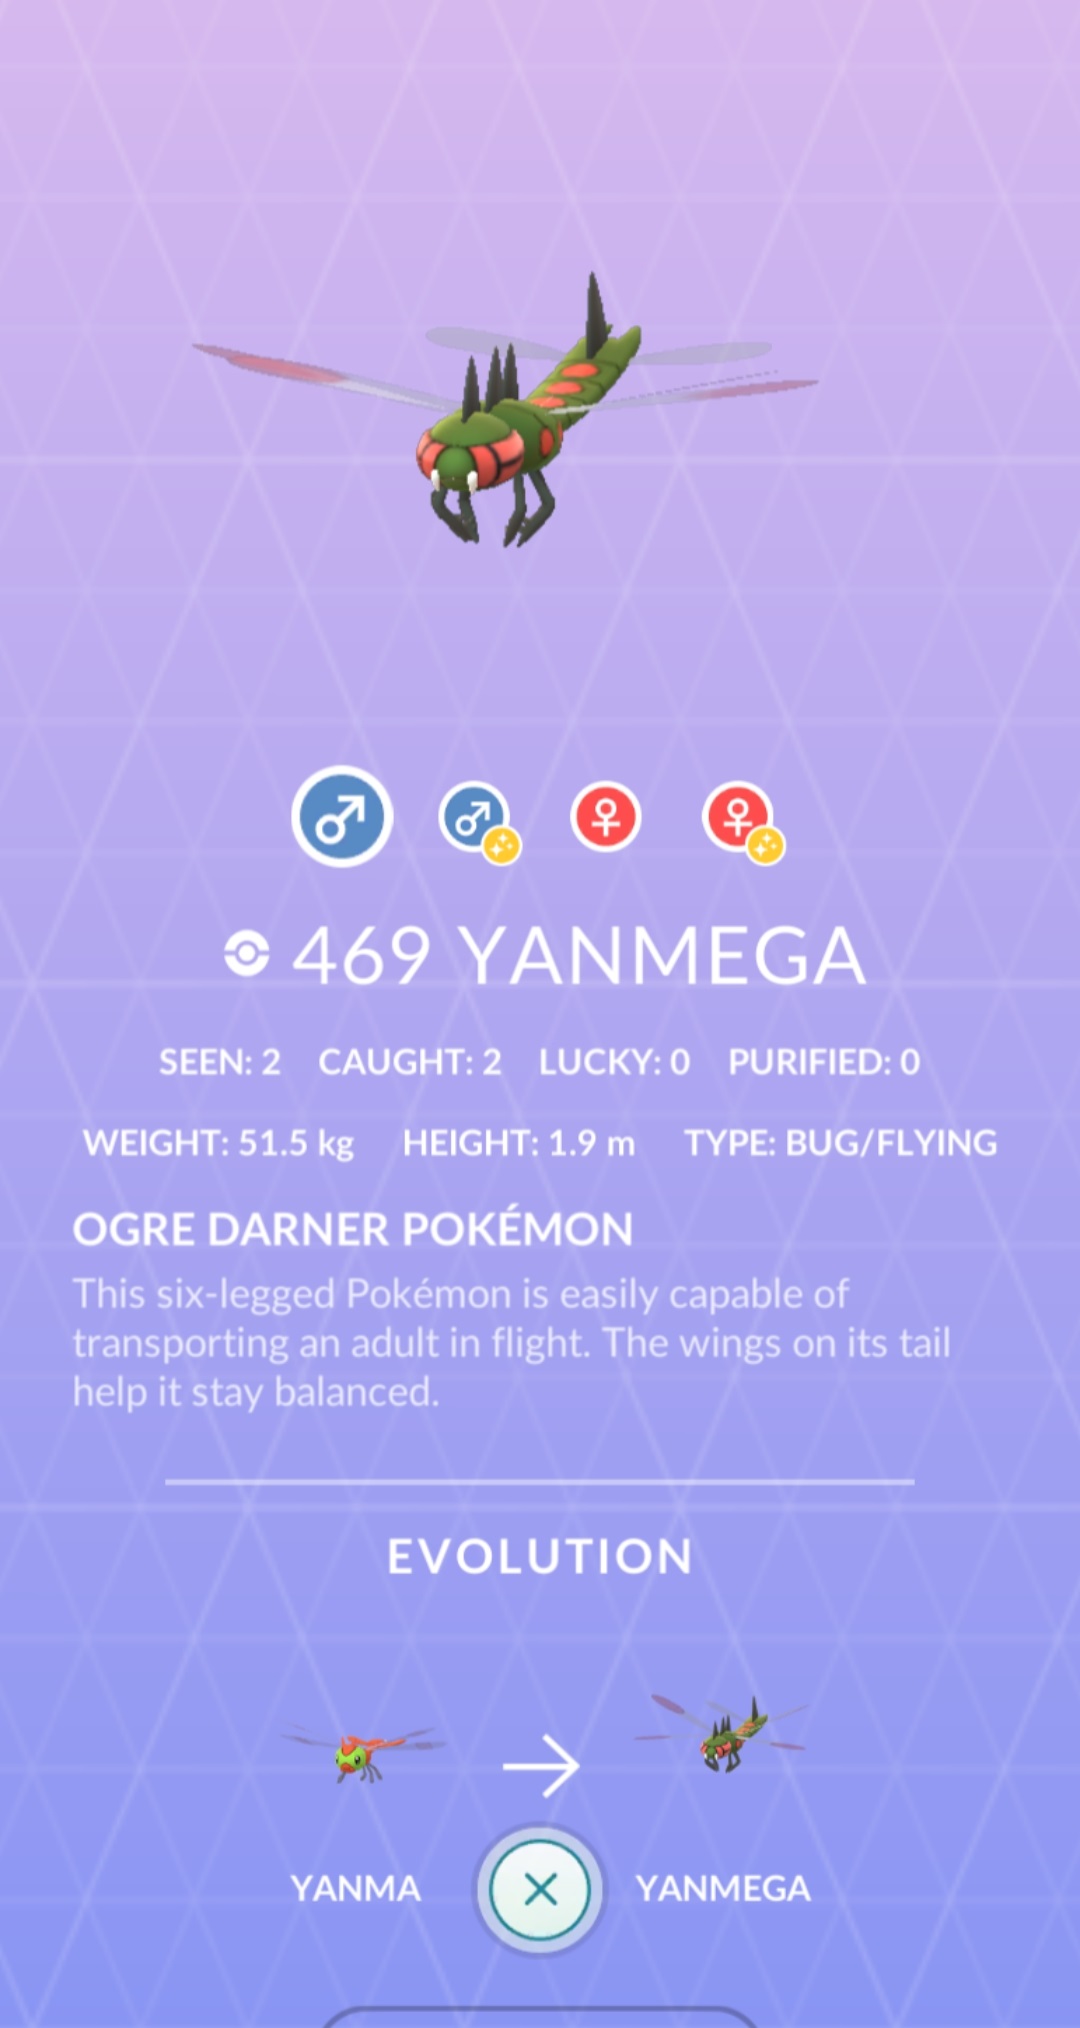 469 YANMEGA
SEEN: 2 CAUGHT: 2 LUCKY: 0 PURIFIED: 0
WEIGHT: 51.5 kg HEIGHT: 1.9 m TYPE: BUG/FLYING
OGRE DARNER POKÉMON
This six-legged Pokémon is easily capable of
transporting an adult in flight. The wings on its tail
help it stay balanced.
EVOLUTION
YANMA YANMEGA